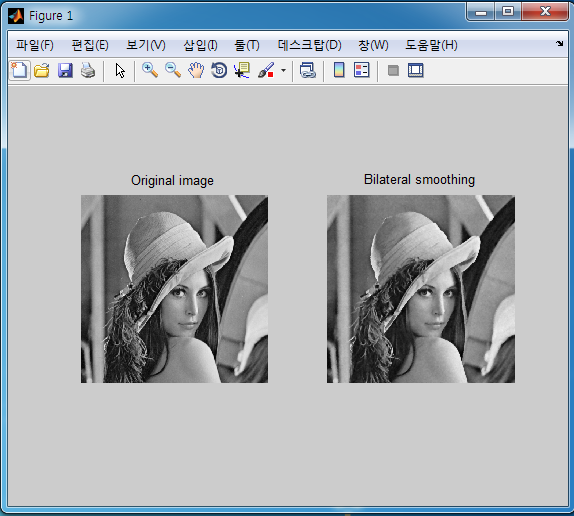 Figure 1
파일(F) 편집(E) 보기(V) 삽입(I) 툴(T) 데스크탑(D) 창(W) 도움말(H)
Original image
Bilateral smoothing